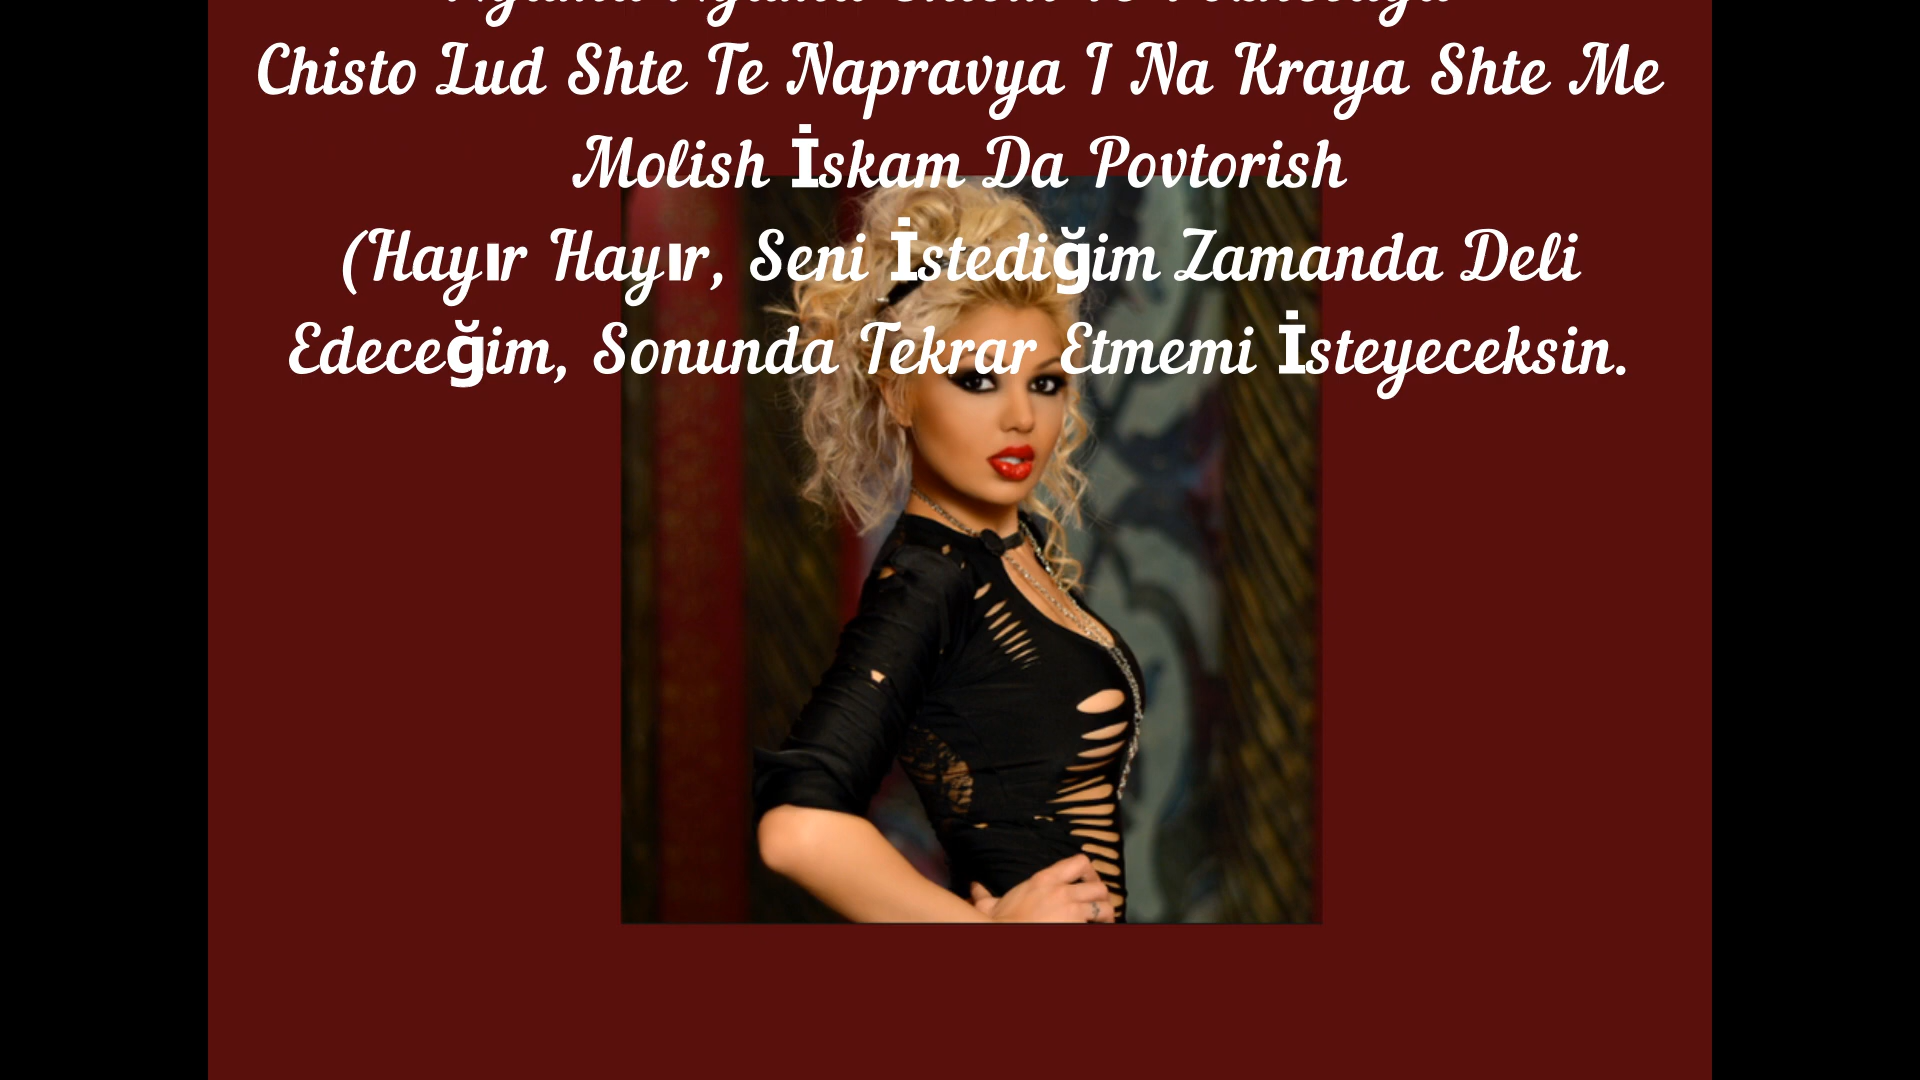 Chisto Lud Shte Te Napravya I Na Kraya Shte Me
Molish İskam Da Povtorish
(Hayır Hayır, Seni İstediğim Zamanda Deli
Edeceğim, Sonunda Tekrar Etmemi İsteyeceksin.